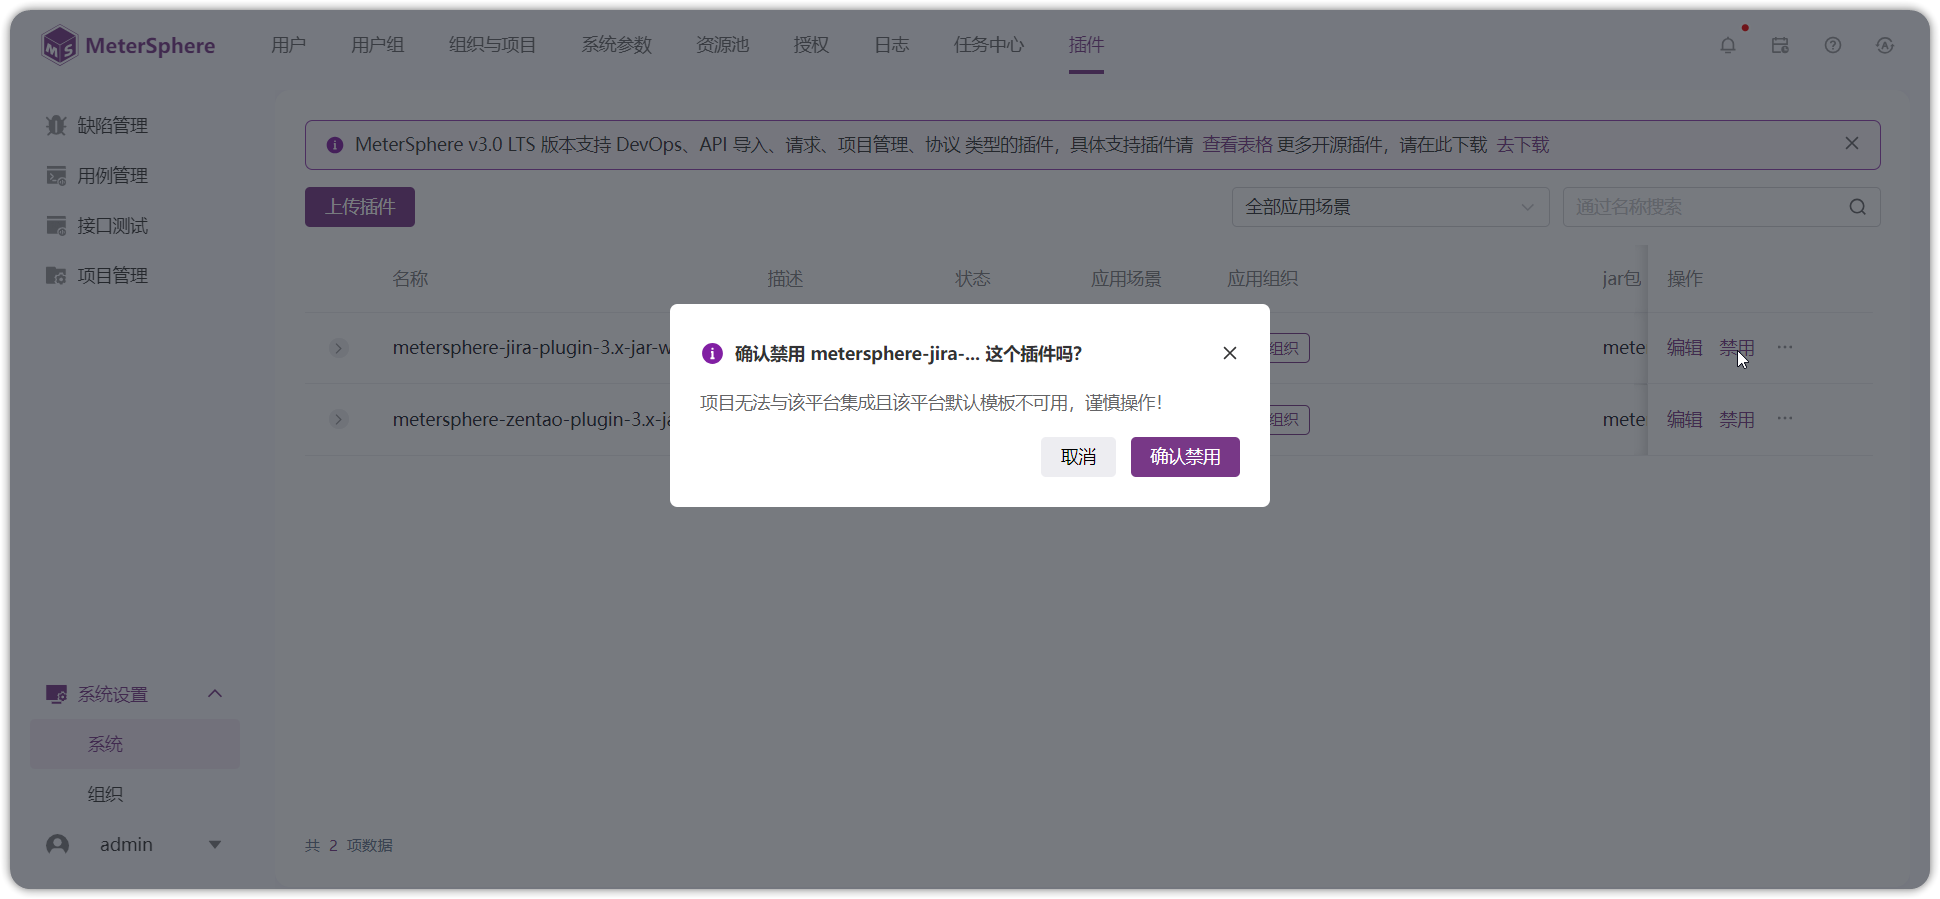 MeterSphere
用户 用户组 组织与项目 系统参数 资源池 授权 日志 任务中心 插件
缺陷管理
用例管理
接口测试
项目管理
系统设置
系统
组织
admin
MeterSphere v3.0 LTS 版本支持 DevOps、API 导入、请求、项目管理、协议 类型的插件，具体支持插件请 查看表格 更多开源插件，请在此下载 去下载
上传插件 全部应用场景 通过名称搜索
名称 描述 状态 应用场景 应用组织 jar包 操作
metersphere-jira-plugin-3.x-jar-w 组织 mete 编辑 禁用 ···
metersphere-zentao-plugin-3.x-ja 组织 mete 编辑 禁用 ···
确认禁用 metersphere-jira-... 这个插件吗？
项目无法与该平台集成且该平台默认模板不可用，谨慎操作！
取消 确认禁用
共 2 项数据